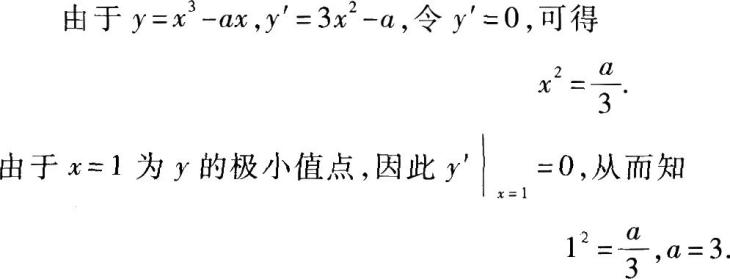 由于 y=x³-ax,y′=3x²-a,令 y′=0,可得
x²=a/3.
由于 x=1 为 y 的极小值点,因此 y′|ₓ₌₁=0,从而知
1²=a/3,a=3.